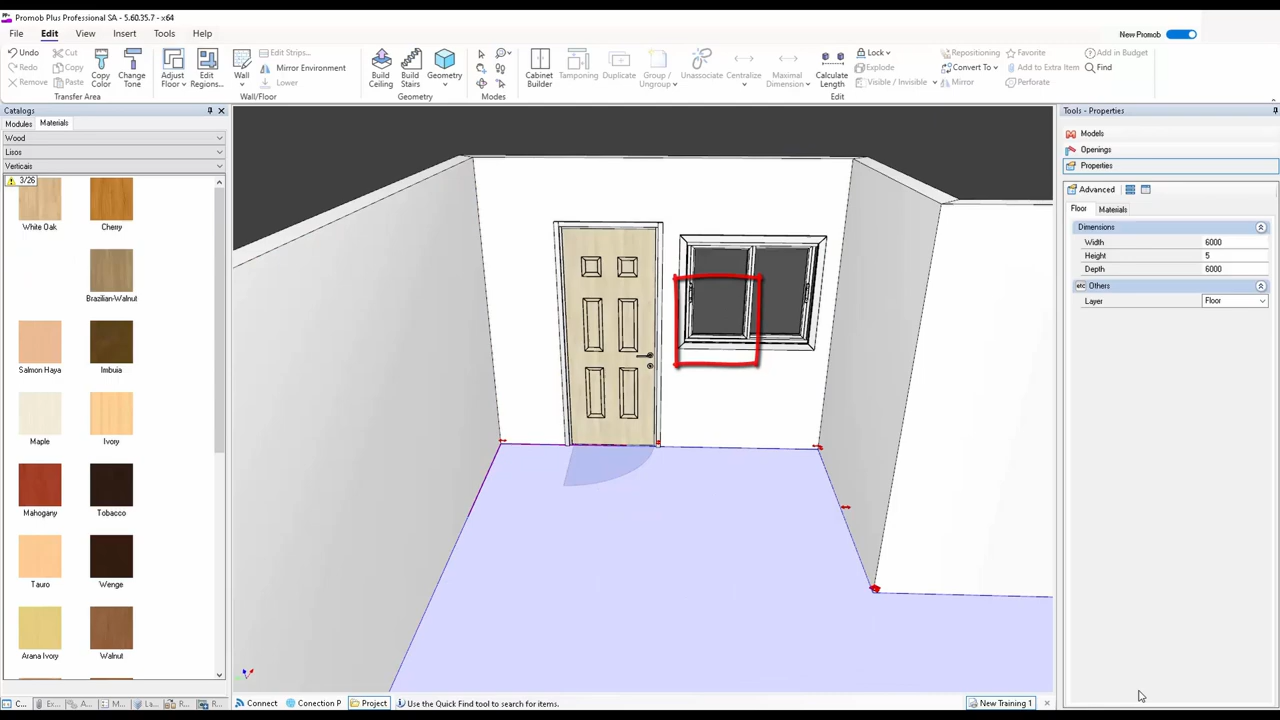 Promob Plus Professional SA - 5.60.35.7 - x64
File Edit View Insert Tools Help
New Promob
Undo Cut
Redo Copy
Remove Paste
Copy Color
Change Tone
Transfer Area
Adjust Floor
Edit Regions...
Wall
Edit Strips...
Mirror Environment
Lower
Wall/Floor
Build Ceiling
Build Stairs
Geometry
Geometry
Modes
Cabinet Builder
Tamponing
Duplicate
Group / Ungroup
Unassociate
Centralize
Maximal Dimension
Calculate Length
Lock
Explode
Visible / Invisible
Repositioning
Convert To
Mirror
Favorite
Add to Extra Item
Perforate
Add in Budget
Find
Edit
Catalogs
Modules Materials
Wood
Lisos
Verticais
3/26
White Oak Cherry
Brazilian-Walnut
Salmon Haya Imbuia
Maple Ivory
Mahogany Tobacco
Tauro Wenge
Arana Ivory Walnut
C... Ex... A... M... La... R... R...
Connect Conection P Project Use the Quick Find tool to search for items.
New Training 1
Tools - Properties
Models
Openings
Properties
Advanced
Floor Materials
Dimensions
Width 6000
Height 5
Depth 6000
etc Others
Layer Floor